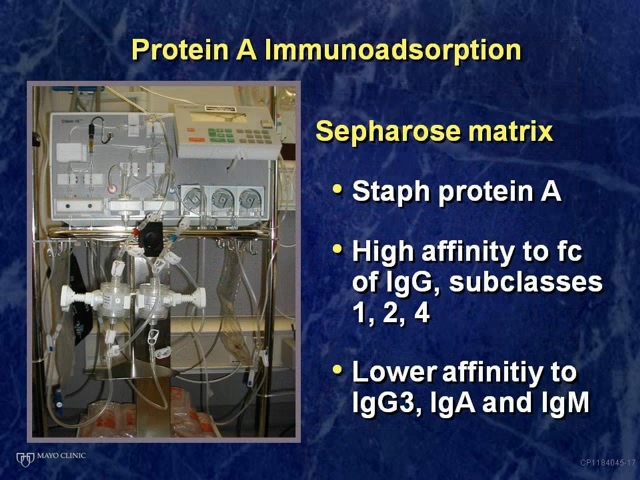 Protein A Immunoadsorption
Sepharose matrix
• Staph protein A
• High affinity to fc
of IgG, subclasses
1, 2, 4
• Lower affinitiy to
IgG3, IgA and IgM
MAYO CLINIC
CP1184045-17